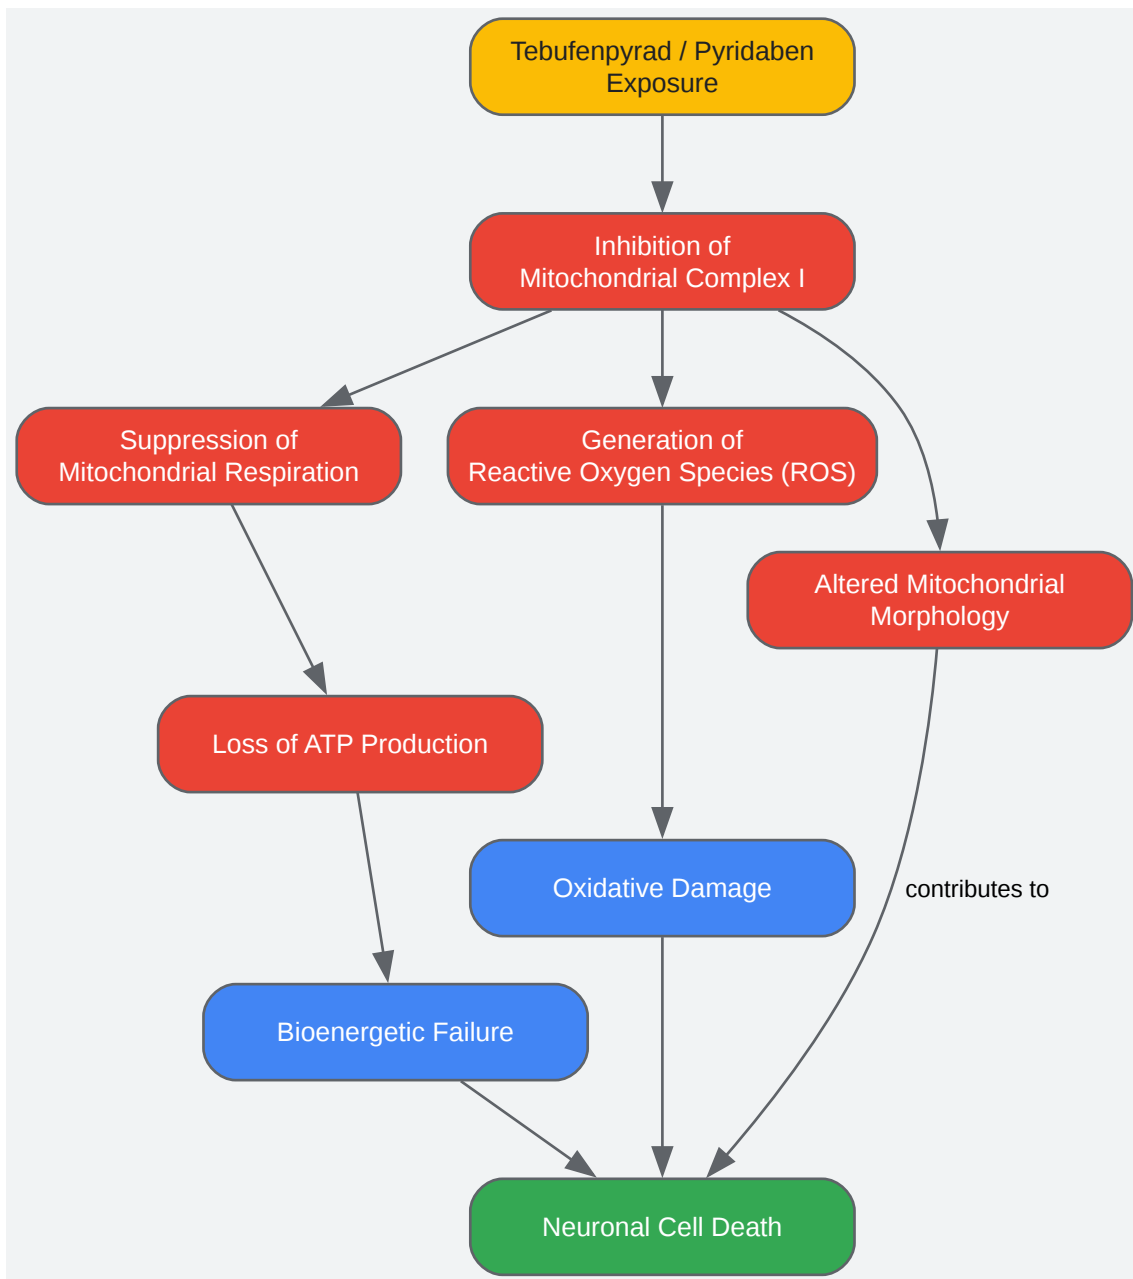 Tebufenpyrad / Pyridaben
Exposure
Inhibition of
Mitochondrial Complex I
Suppression of
Mitochondrial Respiration
Generation of
Reactive Oxygen Species (ROS)
Altered Mitochondrial
Morphology
Loss of ATP Production
Oxidative Damage
contributes to
Bioenergetic Failure
Neuronal Cell Death